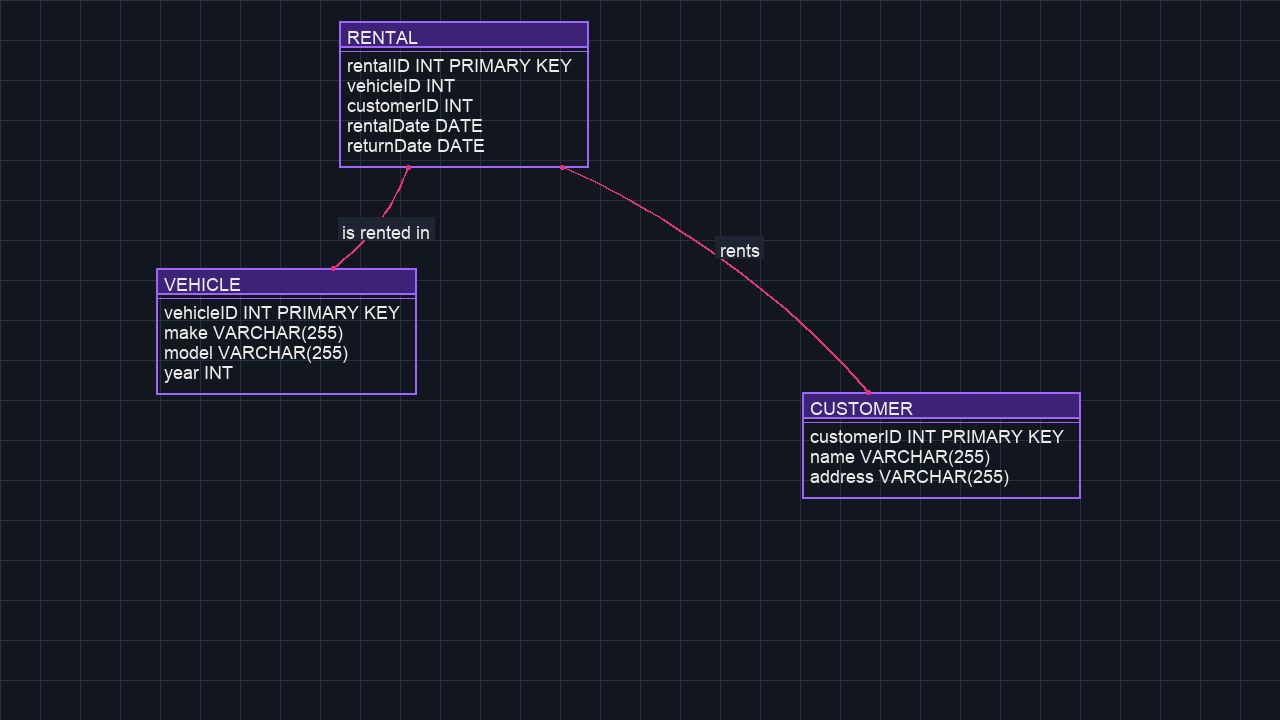 RENTAL
rentalID INT PRIMARY KEY
vehicleID INT
customerID INT
rentalDate DATE
returnDate DATE
is rented in
rents
VEHICLE
vehicleID INT PRIMARY KEY
make VARCHAR(255)
model VARCHAR(255)
year INT
CUSTOMER
customerID INT PRIMARY KEY
name VARCHAR(255)
address VARCHAR(255)